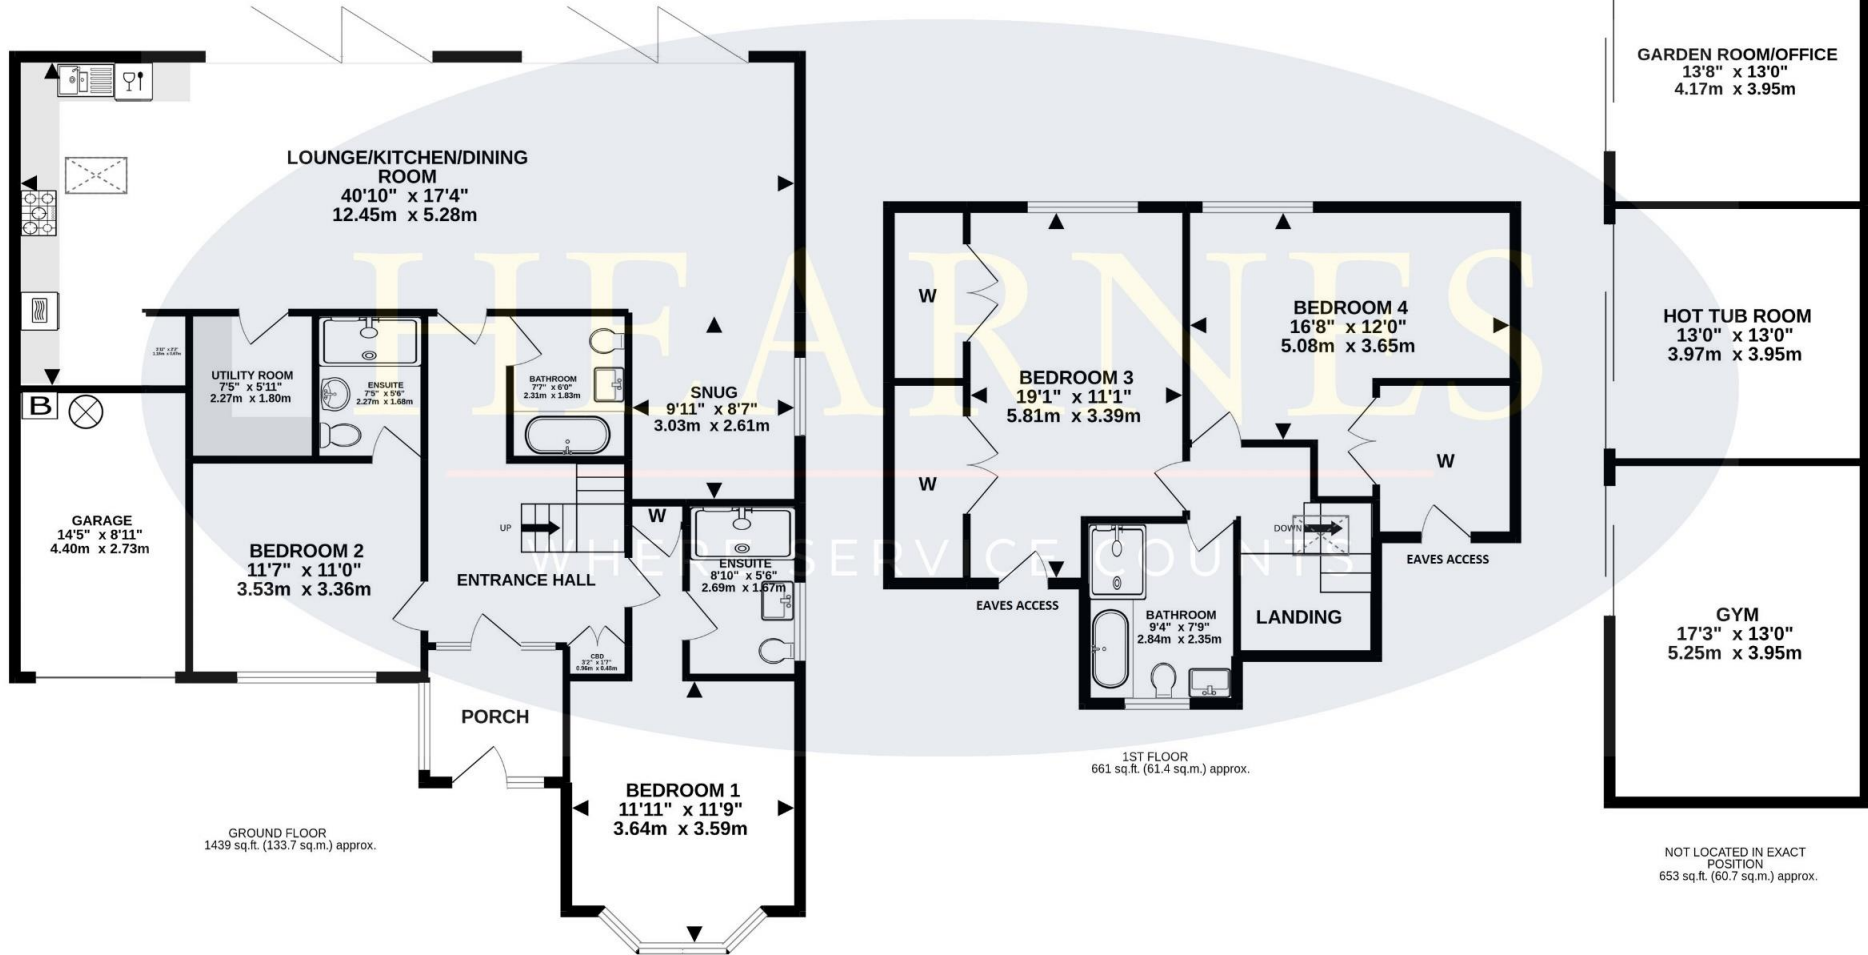 LOUNGE/KITCHEN/DINING
ROOM
40'10" x 17'4"
12.45m x 5.28m
UTILITY ROOM
7'5" x 5'11"
2.27m x 1.80m
ENSUITE
7'5" x 5'6"
2.27m x 1.68m
BATHROOM
7'7" x 6'0"
2.31m x 1.83m
SNUG
9'11" x 8'7"
3.03m x 2.61m
B
GARAGE
14'5" x 8'11"
4.40m x 2.73m
BEDROOM 2
11'7" x 11'0"
3.53m x 3.36m
UP
ENTRANCE HALL
W
ENSUITE
8'10" x 5'6"
2.69m x 1.67m
CBD
3'2" x 1'7"
0.96m x 0.48m
PORCH
BEDROOM 1
11'11" x 11'9"
3.64m x 3.59m
GROUND FLOOR
1439 sq.ft. (133.7 sq.m.) approx.
W
BEDROOM 3
19'1" x 11'1"
5.81m x 3.39m
W
BEDROOM 4
16'8" x 12'0"
5.08m x 3.65m
W
EAVES ACCESS
EAVES ACCESS
DOWN
LANDING
BATHROOM
9'4" x 7'9"
2.84m x 2.35m
1ST FLOOR
661 sq.ft. (61.4 sq.m.) approx.
GARDEN ROOM/OFFICE
13'8" x 13'0"
4.17m x 3.95m
HOT TUB ROOM
13'0" x 13'0"
3.97m x 3.95m
GYM
17'3" x 13'0"
5.25m x 3.95m
NOT LOCATED IN EXACT
POSITION
653 sq.ft. (60.7 sq.m.) approx.
HEARNES
WHERE SERVICE COUNTS